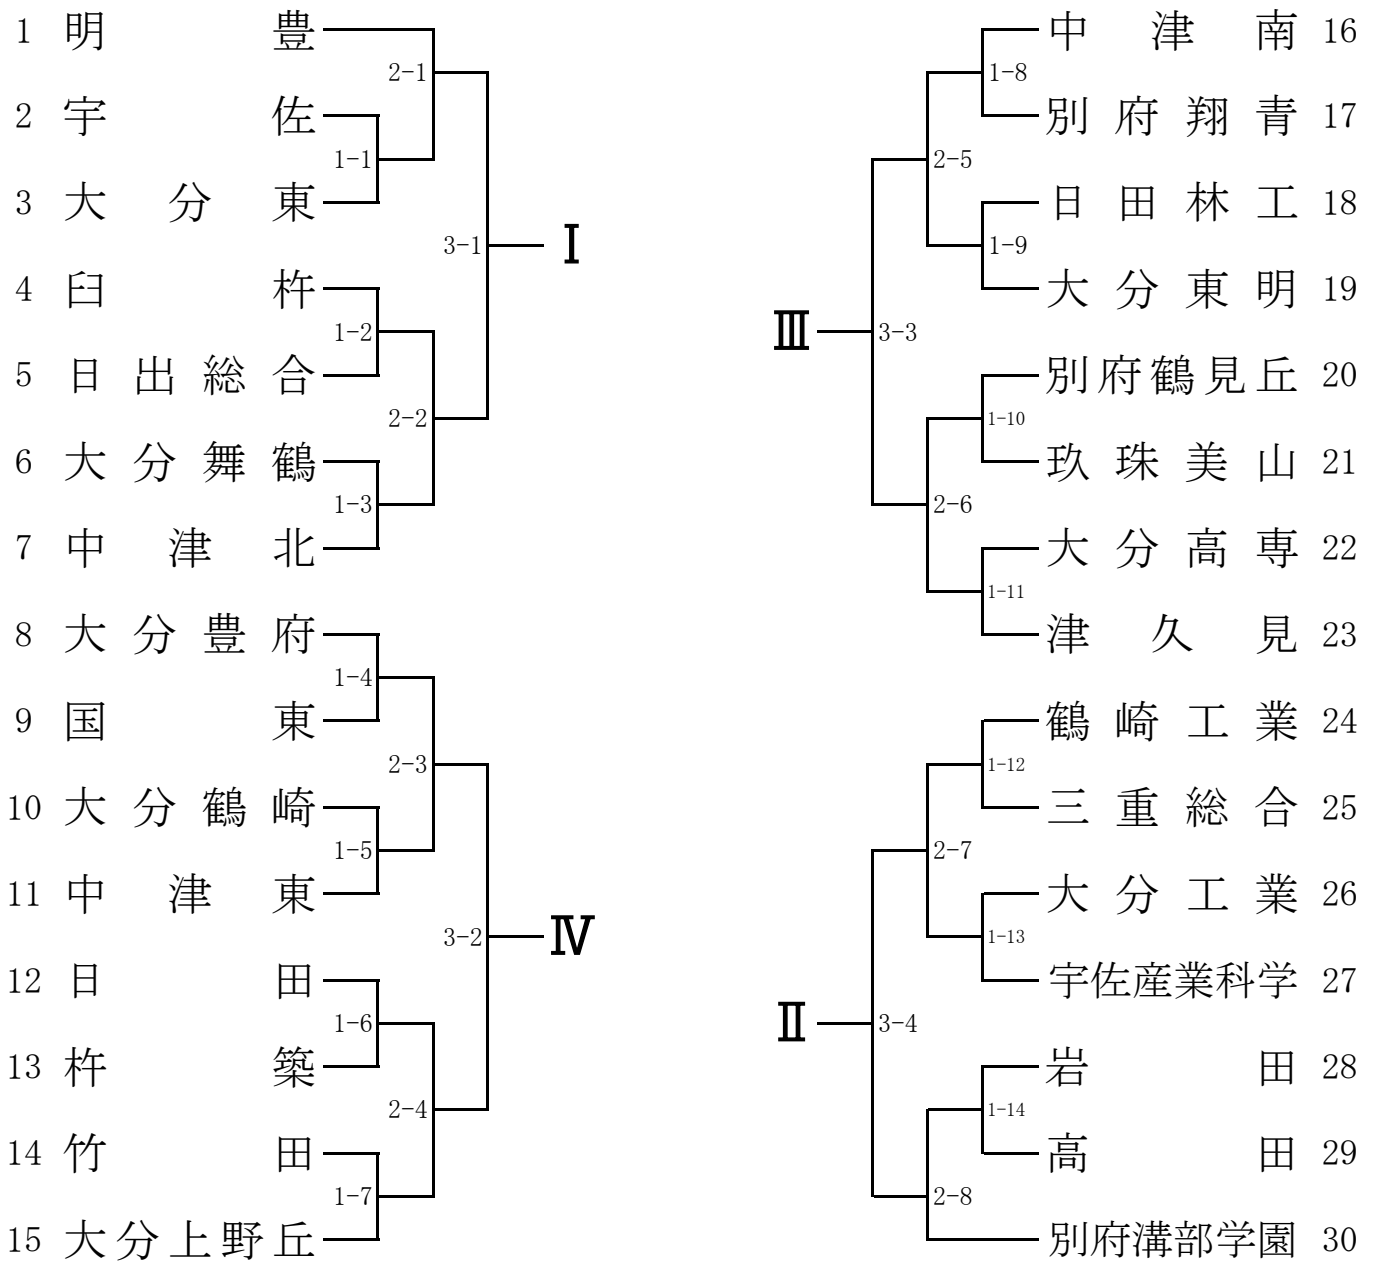 1 明豊
2-1
2 宇佐
1-1
3 大分東
3-1 Ⅰ
4 臼杵
1-2
5 日出総合
2-2
6 大分舞鶴
1-3
7 中津北
8 大分豊府
1-4
9 国東
2-3
10 大分鶴崎
1-5
11 中津東
3-2 Ⅳ
12 日田
1-6
13 杵築
2-4
14 竹田
1-7
15 大分上野丘
中津南 16
1-8
別府翔青 17
2-5
日田林工 18
1-9
大分東明 19
Ⅲ 3-3
別府鶴見丘 20
1-10
玖珠美山 21
2-6
大分高専 22
1-11
津久見 23
鶴崎工業 24
1-12
三重総合 25
2-7
大分工業 26
1-13
宇佐産業科学 27
Ⅱ 3-4
岩田 28
1-14
高田 29
2-8
別府溝部学園 30